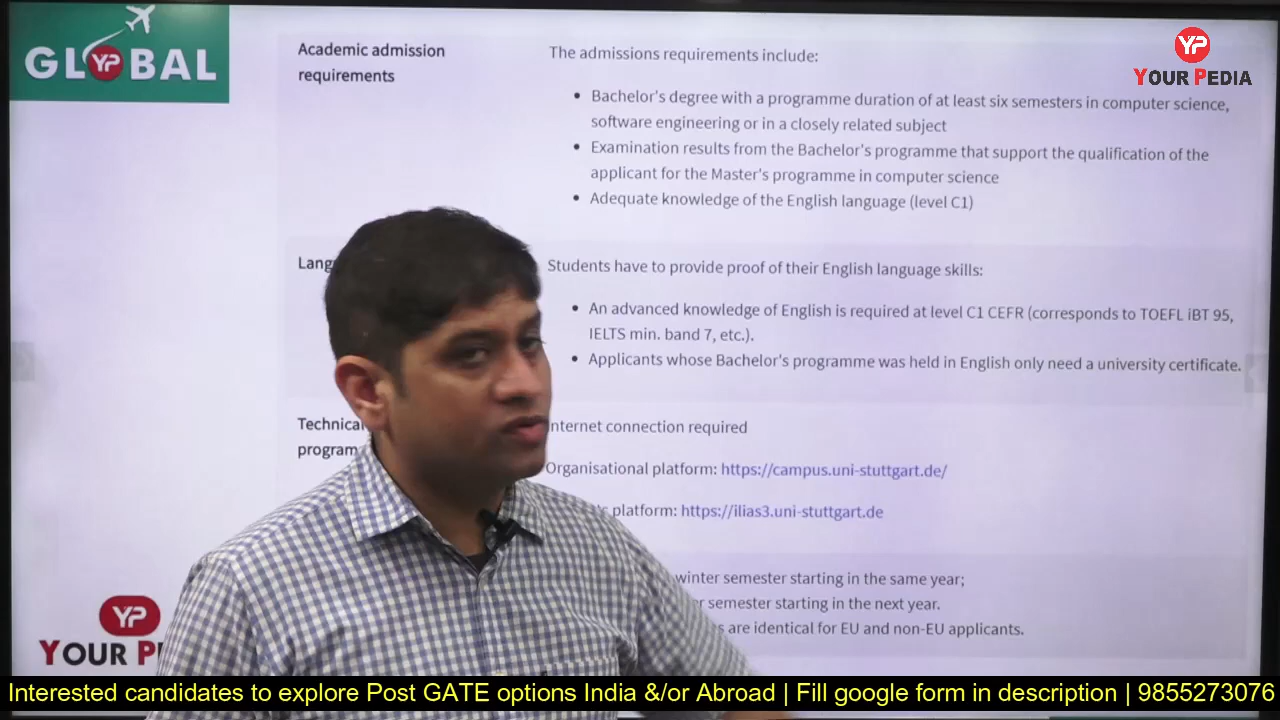 GLOBAL
YP
YP
YOUR PEDIA
Academic admission
requirements
The admissions requirements include:
• Bachelor's degree with a programme duration of at least six semesters in computer science,
software engineering or in a closely related subject
• Examination results from the Bachelor's programme that support the qualification of the
applicant for the Master's programme in computer science
• Adequate knowledge of the English language (level C1)
Students have to provide proof of their English language skills:
• An advanced knowledge of English is required at level C1 CEFR (corresponds to TOEFL iBT 95,
IELTS min. band 7, etc.).
• Applicants whose Bachelor's programme was held in English only need a university certificate.
Technical
program
Internet connection required
Organisational platform: https://campus.uni-stuttgart.de/
platform: https://ilias3.uni-stuttgart.de
winter semester starting in the same year;
semester starting in the next year.
are identical for EU and non-EU applicants.
YP
YOUR
Interested candidates to explore Post GATE options India &/or Abroad | Fill google form in description | 9855273076